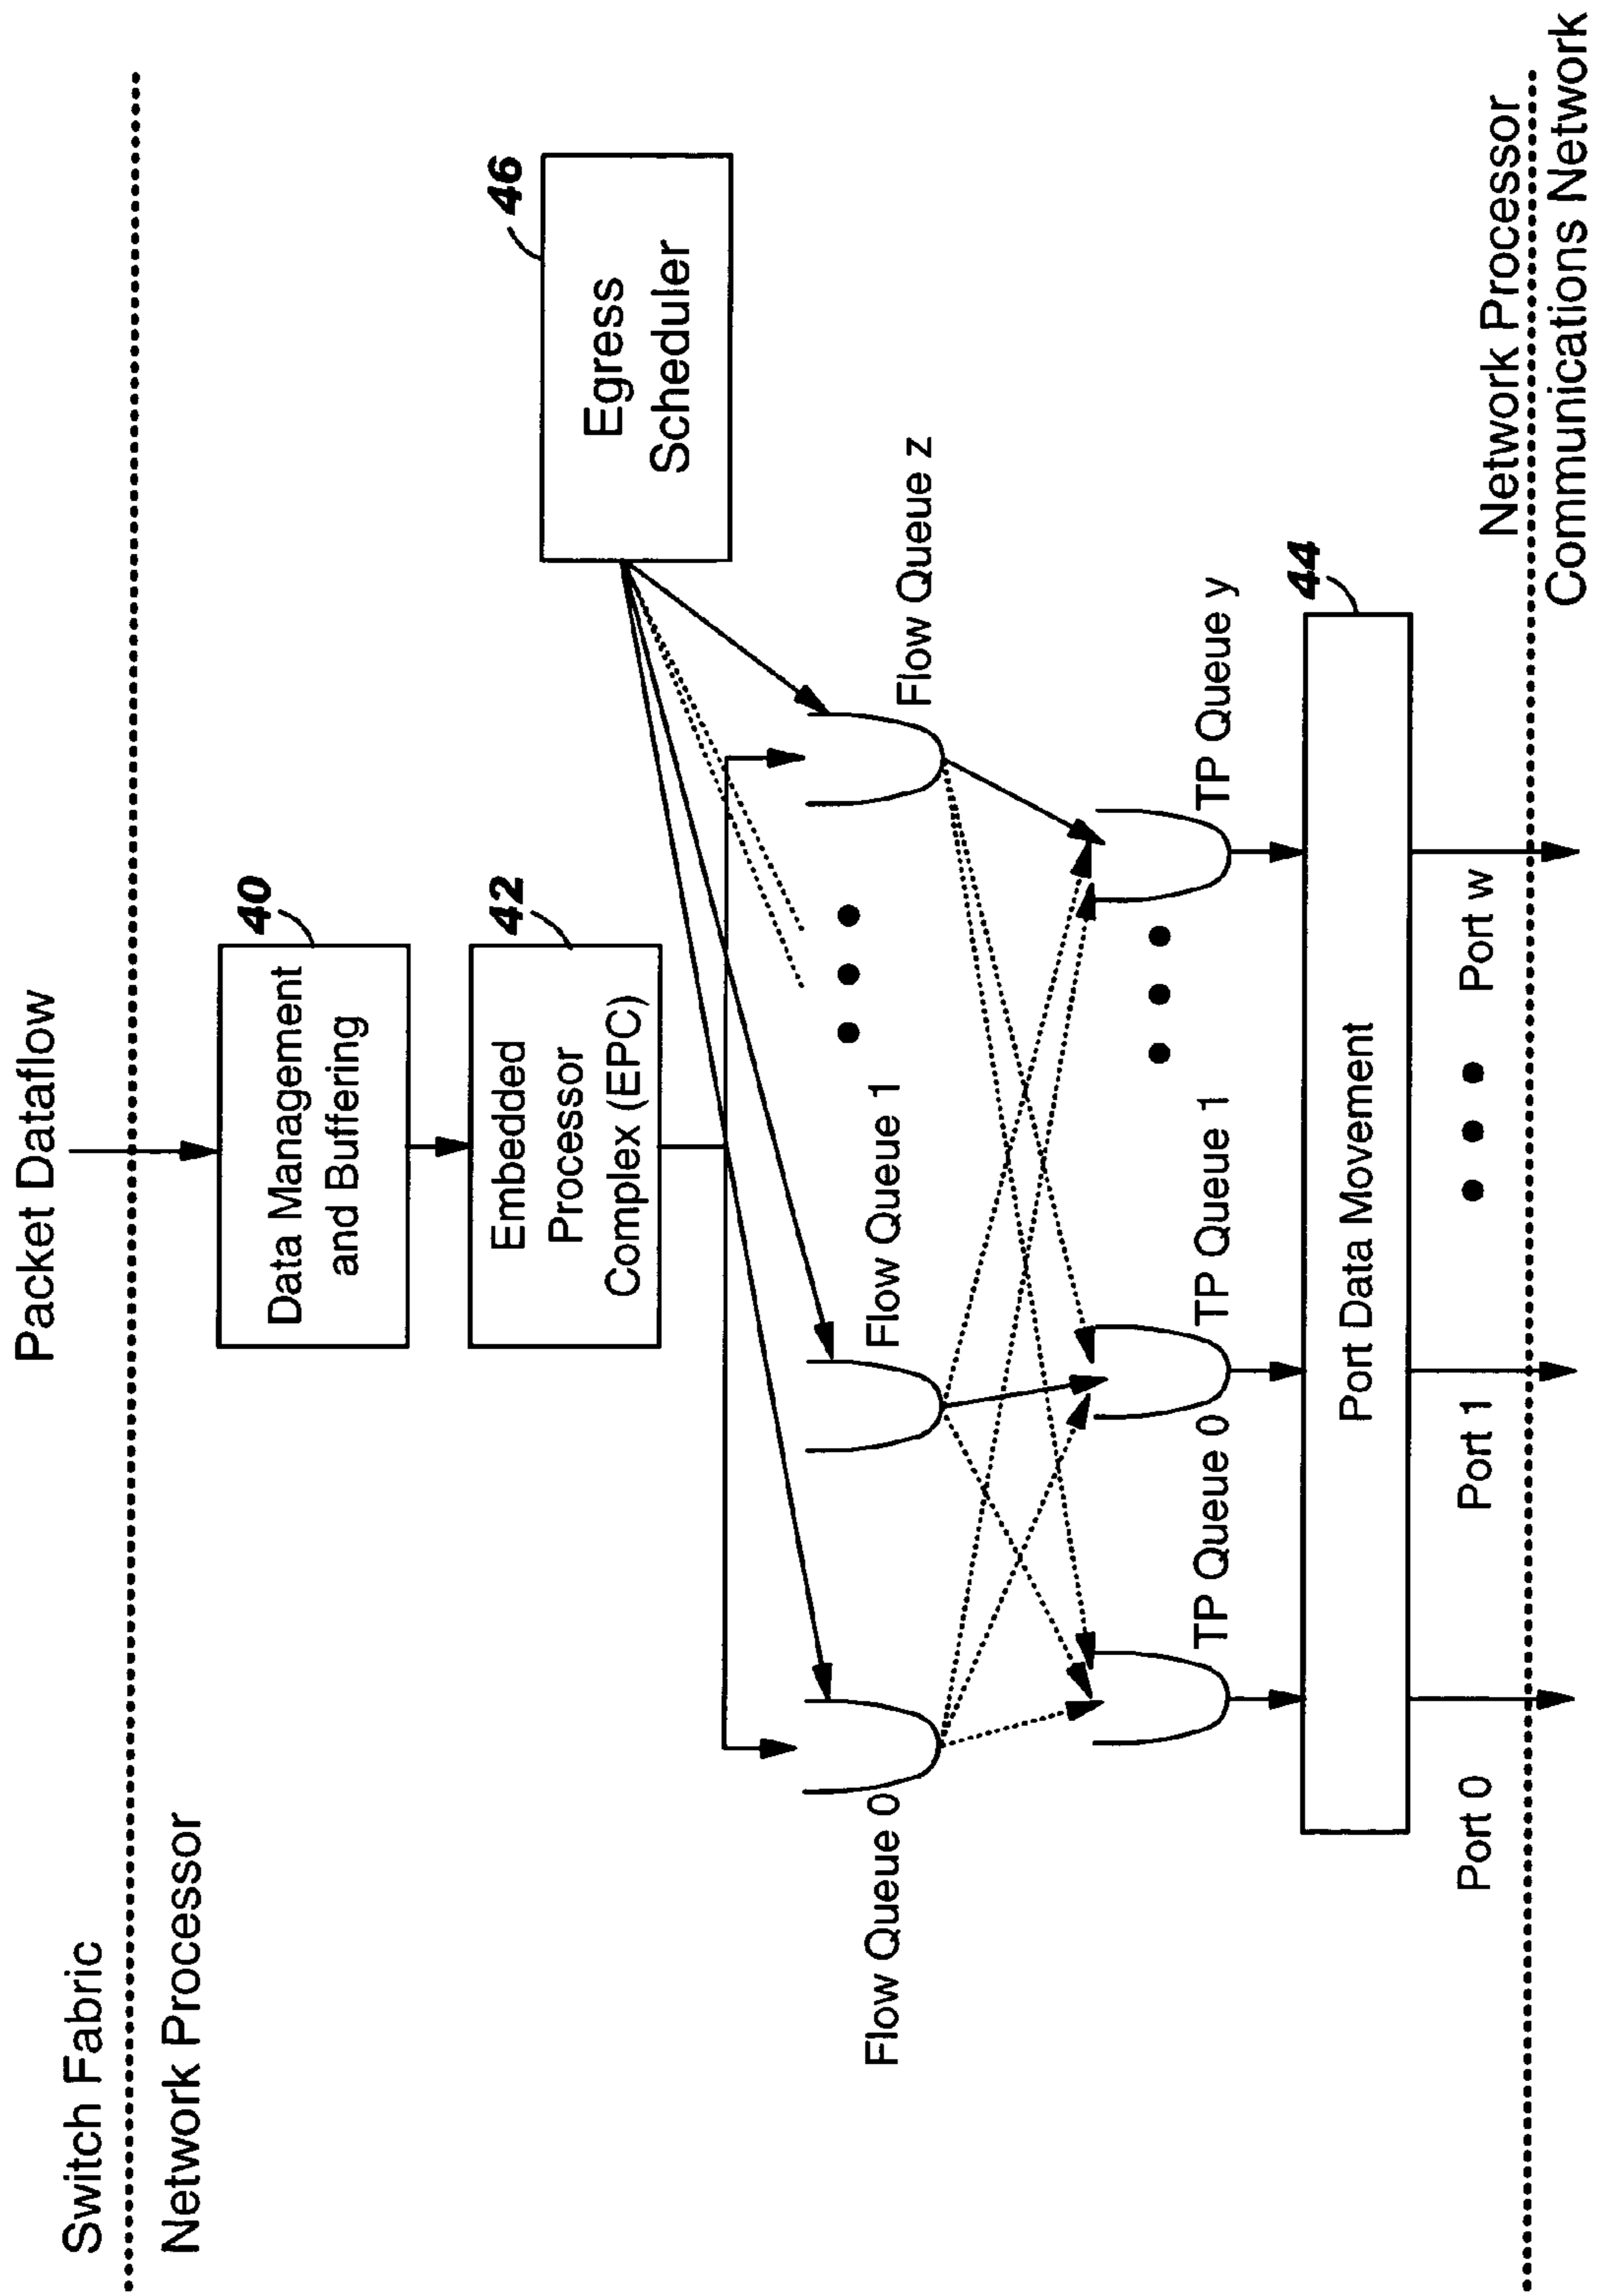 Packet Dataflow
Switch Fabric
Network Processor
40
Data Management
and Buffering
42
Embedded
Processor
Complex (EPC)
46
Egress
Scheduler
Flow Queue 0
Flow Queue 1
Flow Queue z
TP Queue 0
TP Queue 1
TP Queue y
44
Port Data Movement
Port 0
Port 1
Port w
Network Processor
Communications Network